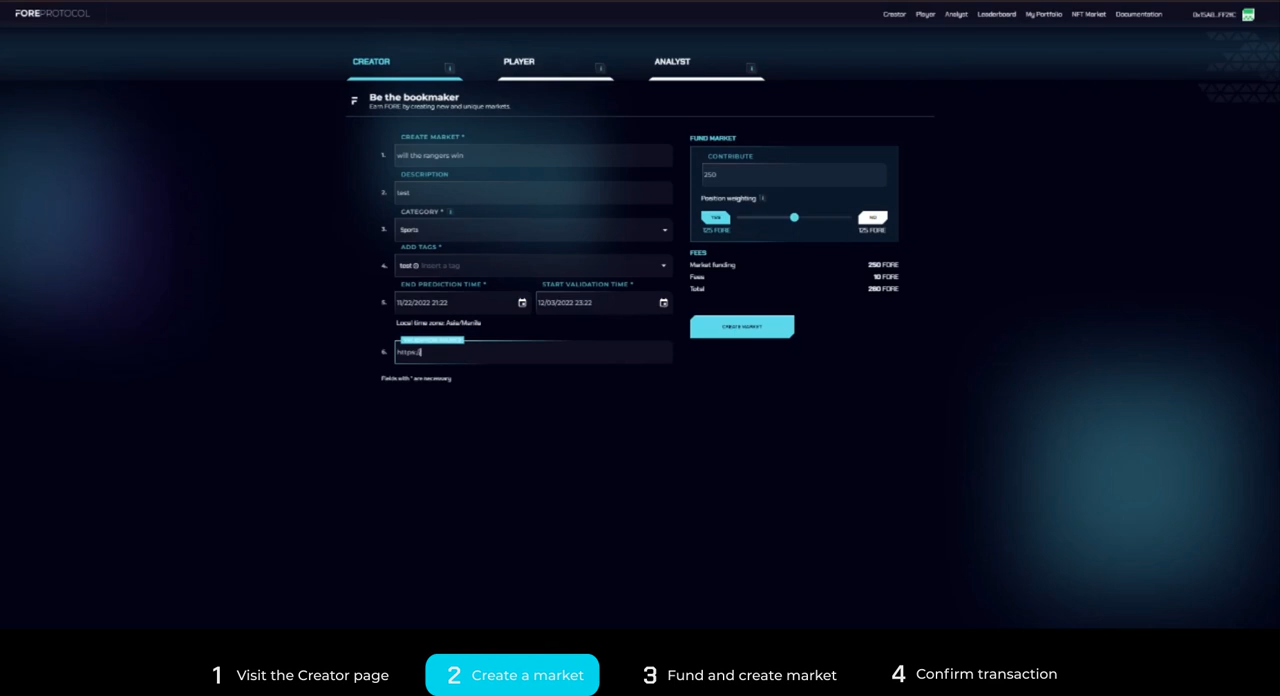 FOREPROTOCOL
Creator Player Analyst Leaderboard My Portfolio NFT Market Documentation
CREATOR
PLAYER
ANALYST
Be the bookmaker
Earn FORE by creating new and unique markets.
CREATE MARKET *
1. will the rangers win
DESCRIPTION
2. test
CATEGORY *
3. Sports
ADD TAGS *
4. test Insert a tag
END PREDICTION TIME * START VALIDATION TIME *
5. 11/22/2022 21:22 12/03/2022 23:22
Local time zone: Asia/Manila
6. https:/
Fields with * are necessary
FUND MARKET
CONTRIBUTE
250
Position weighting
YES NO
125 FORE 125 FORE
FEES
Market funding 250 FORE
Fees 10 FORE
Total 260 FORE
CREATE MARKET
1 Visit the Creator page
2 Create a market
3 Fund and create market
4 Confirm transaction